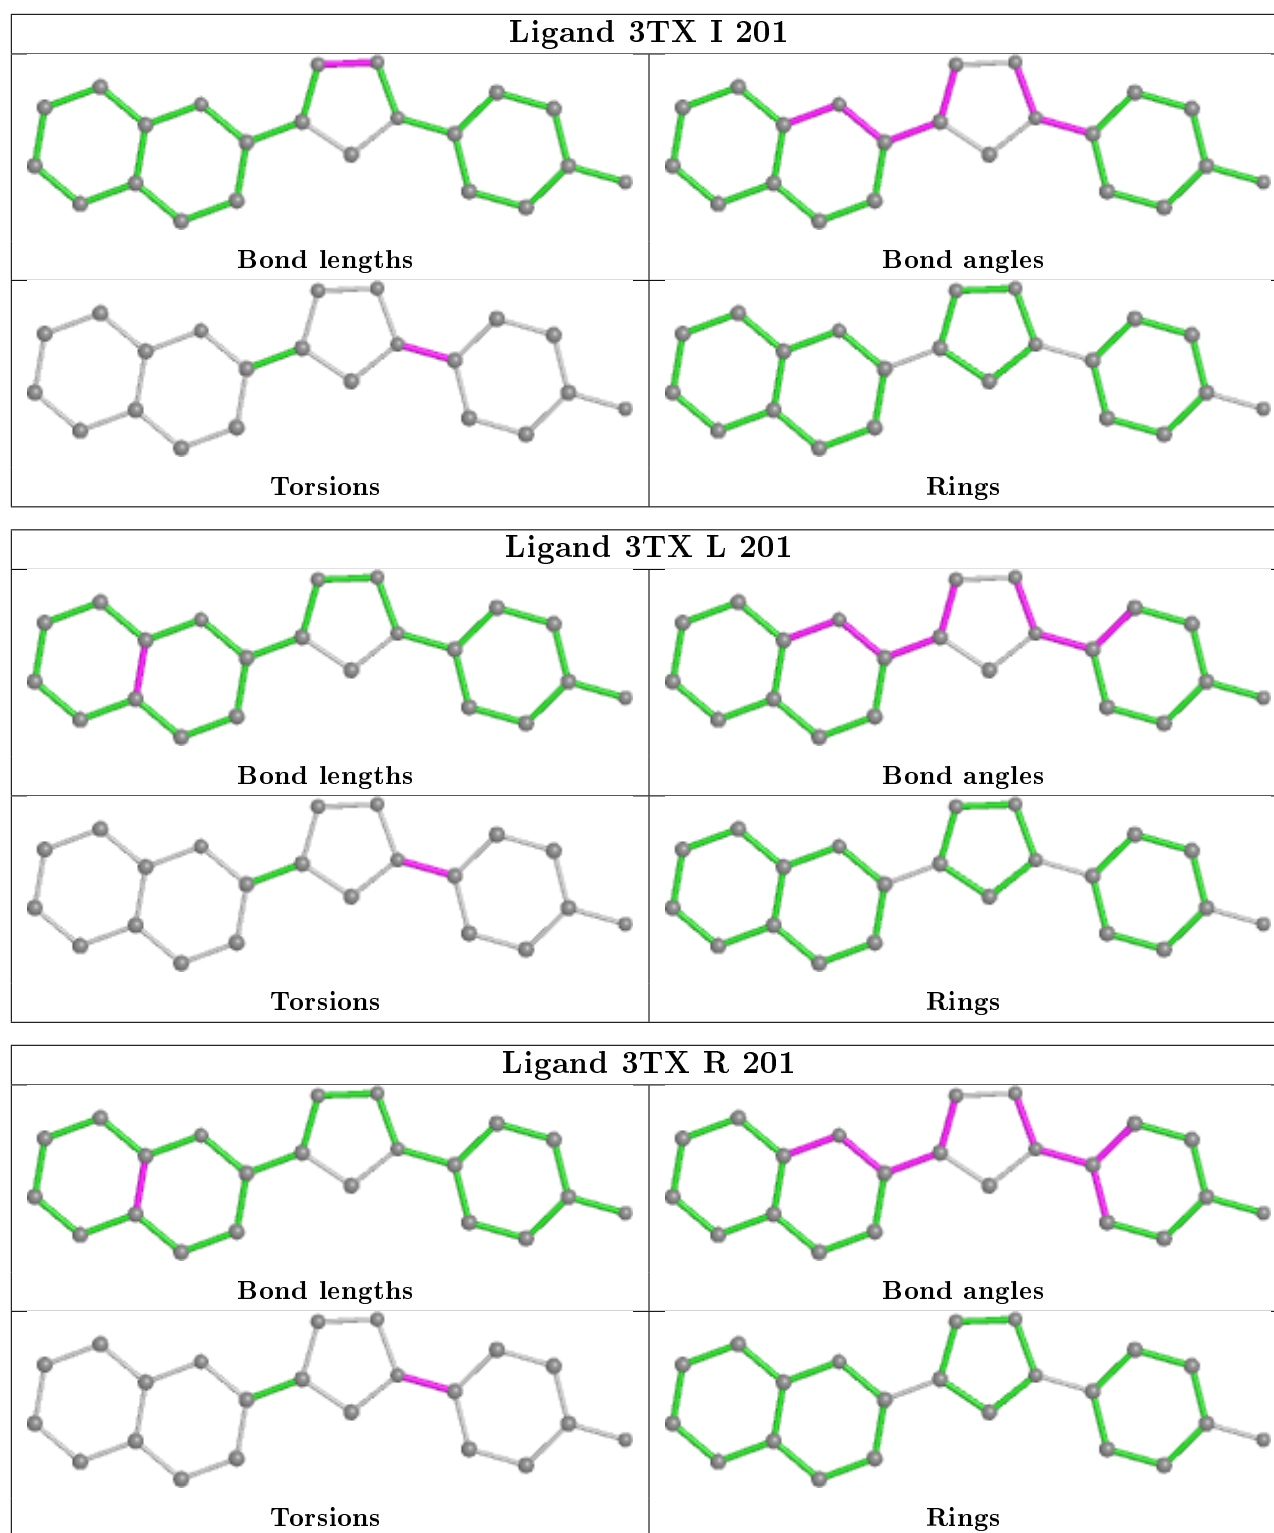 Ligand 3TX I 201
Bond lengths
Bond angles
Torsions
Rings
Ligand 3TX L 201
Bond lengths
Bond angles
Torsions
Rings
Ligand 3TX R 201
Bond lengths
Bond angles
Torsions
Rings